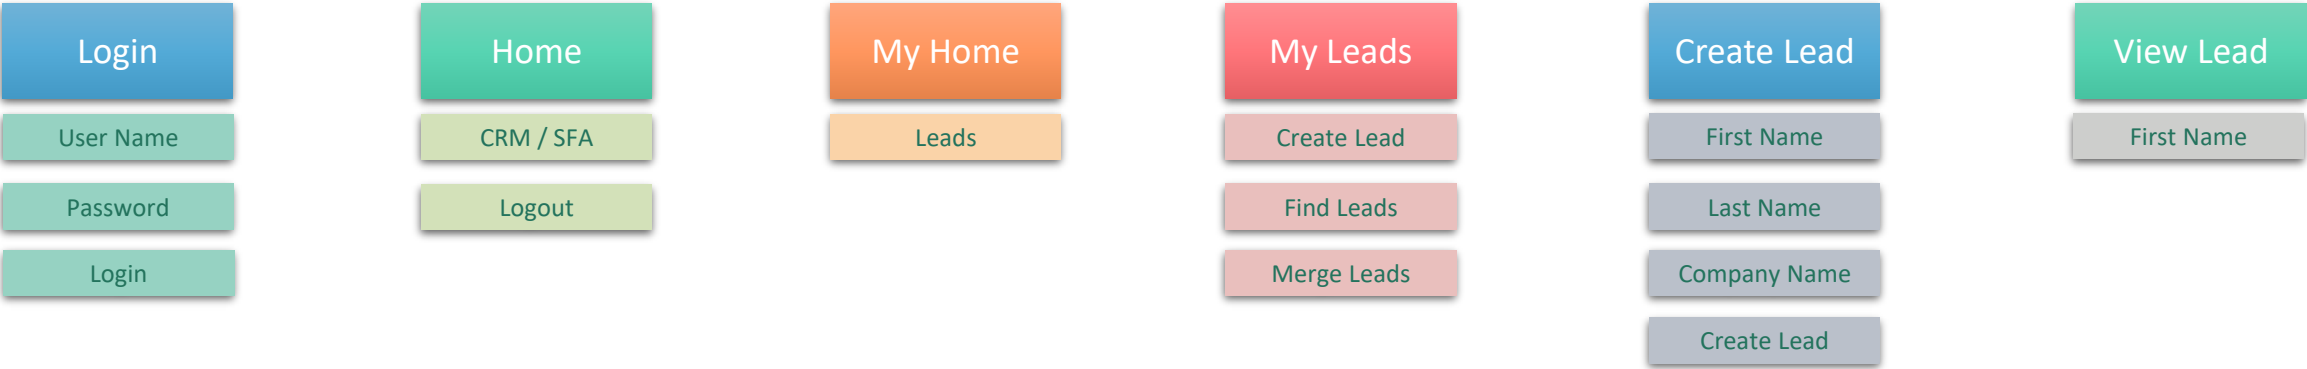 Login
User Name
Password
Login
Home
CRM / SFA
Logout
My Home
Leads
My Leads
Create Lead
Find Leads
Merge Leads
Create Lead
First Name
Last Name
Company Name
Create Lead
View Lead
First Name